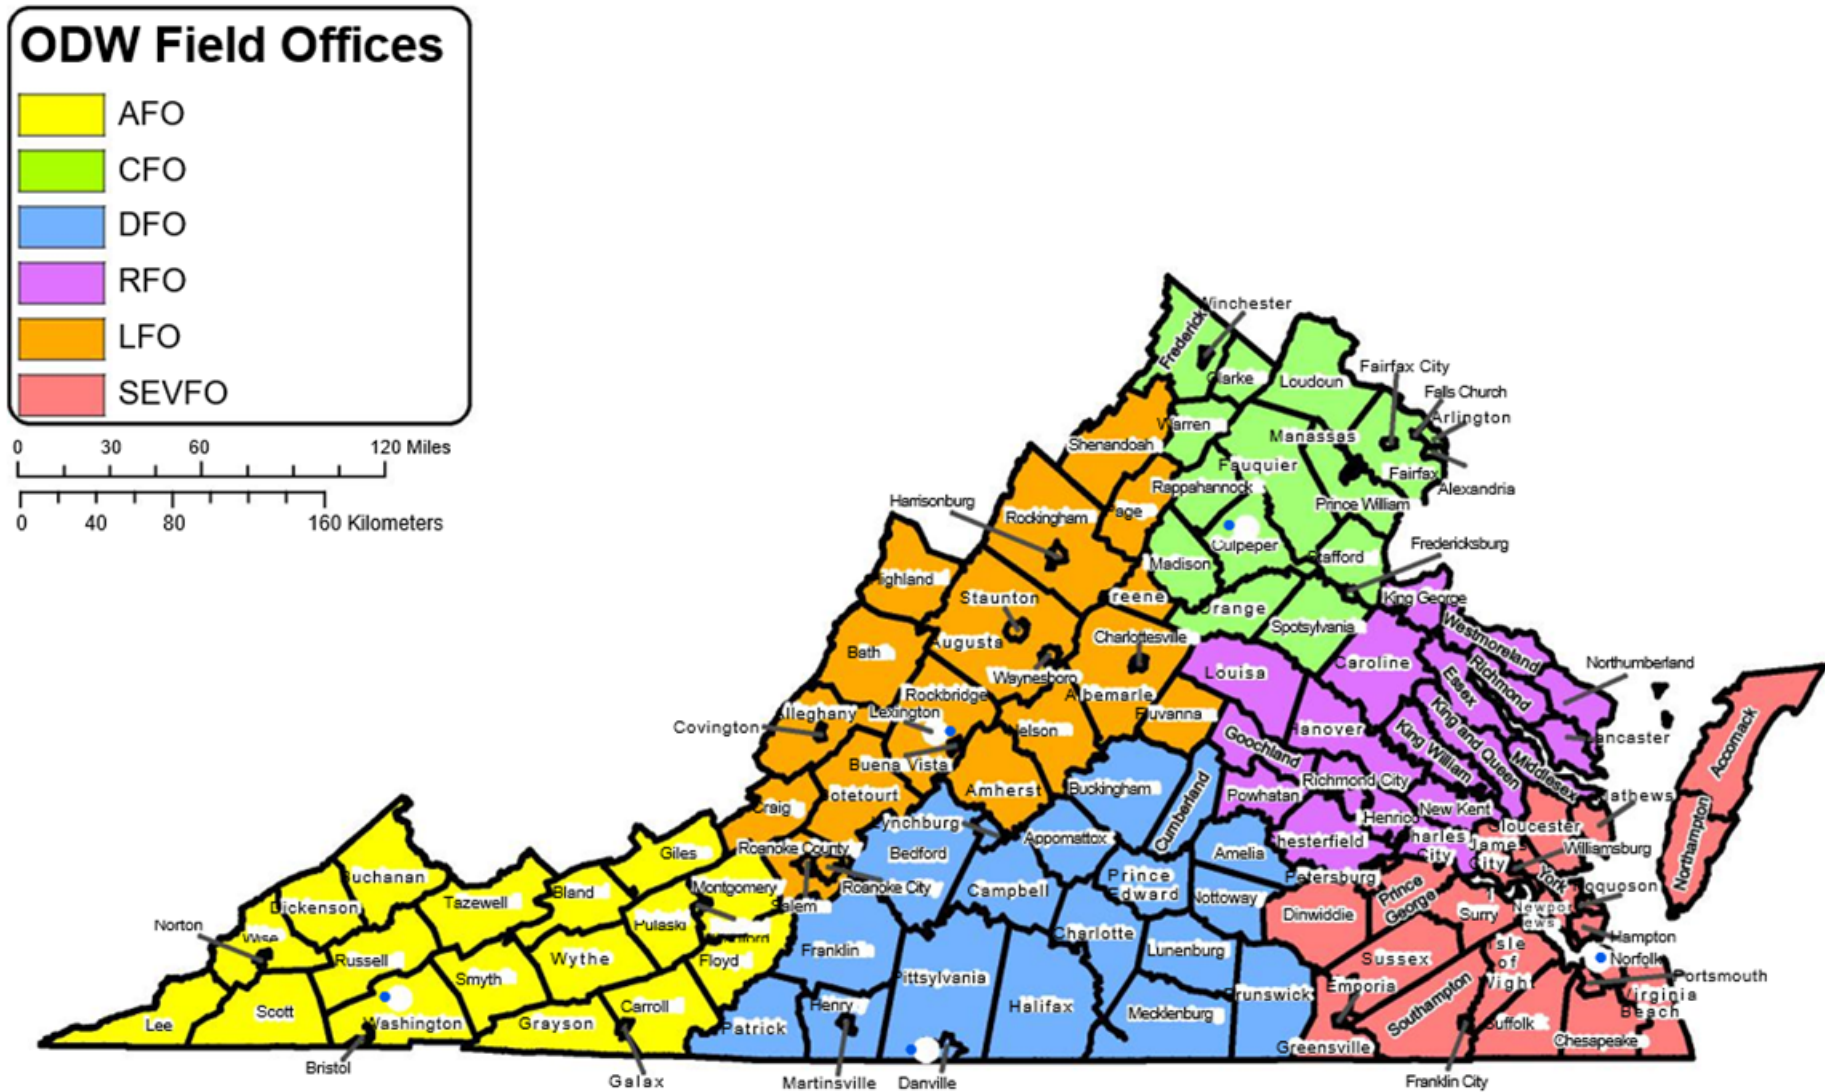 ODW Field Offices
AFO
CFO
DFO
RFO
LFO
SEVFO
0 30 60 120 Miles
0 40 80 160 Kilometers
Winchester
Frederick
Clarke
Loudoun
Fairfax City
Falls Church
Arlington
Warren
Manassas
Shenandoah
Fauquier
Fairfax
Alexandria
Rappahannock
Prince William
Harrisonburg
Rockingham
Page
Culpeper
Stafford
Fredericksburg
Madison
Highland
Staunton
Greene
Orange
King George
Spotsylvania
Westmoreland
Augusta
Charlottesville
Bath
Waynesboro
Louisa
Caroline
Richmond
Northumberland
Essex
Rockbridge
Albemarle
Alleghany
Lexington
Fluvanna
Covington
Nelson
Hanover
King and Queen
Lancaster
Goochland
King William
Accomack
Buena Vista
Middlesex
Botetourt
Amherst
Buckingham
Richmond City
Craig
Cumberland
Powhatan
New Kent
Mathews
Henrico
Lynchburg
Appomattox
Gloucester
Roanoke County
Bedford
Amelia
Chesterfield
Charles City
James City
Williamsburg
Northampton
Giles
Buchanan
Montgomery
Roanoke City
Campbell
Prince Edward
Petersburg
Prince George
York
Poquoson
Bland
Tazewell
Dickenson
Salem
Nottoway
Dinwiddie
Surry
Newpor
ews
Norton
Wise
Pulaski
Radford
Charlotte
Hampton
Russell
Wythe
Floyd
Franklin
Lunenburg
Sussex
Isle of Wight
Norfolk
Smyth
Pittsylvania
Portsmouth
Emporia
Brunswick
Southampton
Virginia Beach
Scott
Carroll
Henry
Halifax
Mecklenburg
Lee
Washington
Grayson
Patrick
Suffolk
Chesapeake
Greensville
Bristol
Galax
Martinsville
Danville
Franklin City